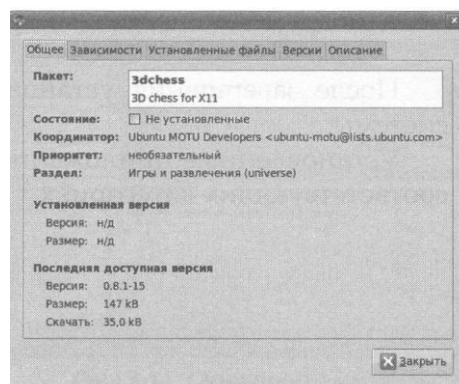 Общее Зависимости Установленные файлы Версии Описание
Пакет: 3dchess
3D chess for X11
Состояние: Не установленные
Координатор: Ubuntu MOTU Developers <ubuntu-motu@lists.ubuntu.com>
Приоритет: необязательный
Раздел: Игры и развлечения (universe)
Установленная версия
Версия: н/д
Размер: н/д
Последняя доступная версия
Версия: 0.8.1-15
Размер: 147 kB
Скачать: 35,0 kB
Закрыть